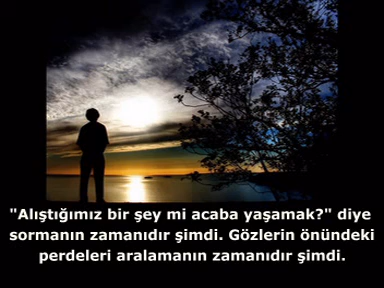 "Alıştığımız bir şey mi acaba yaşamak?" diye
sormanın zamanıdır şimdi. Gözlerin önündeki
perdeleri aralamanın zamanıdır şimdi.